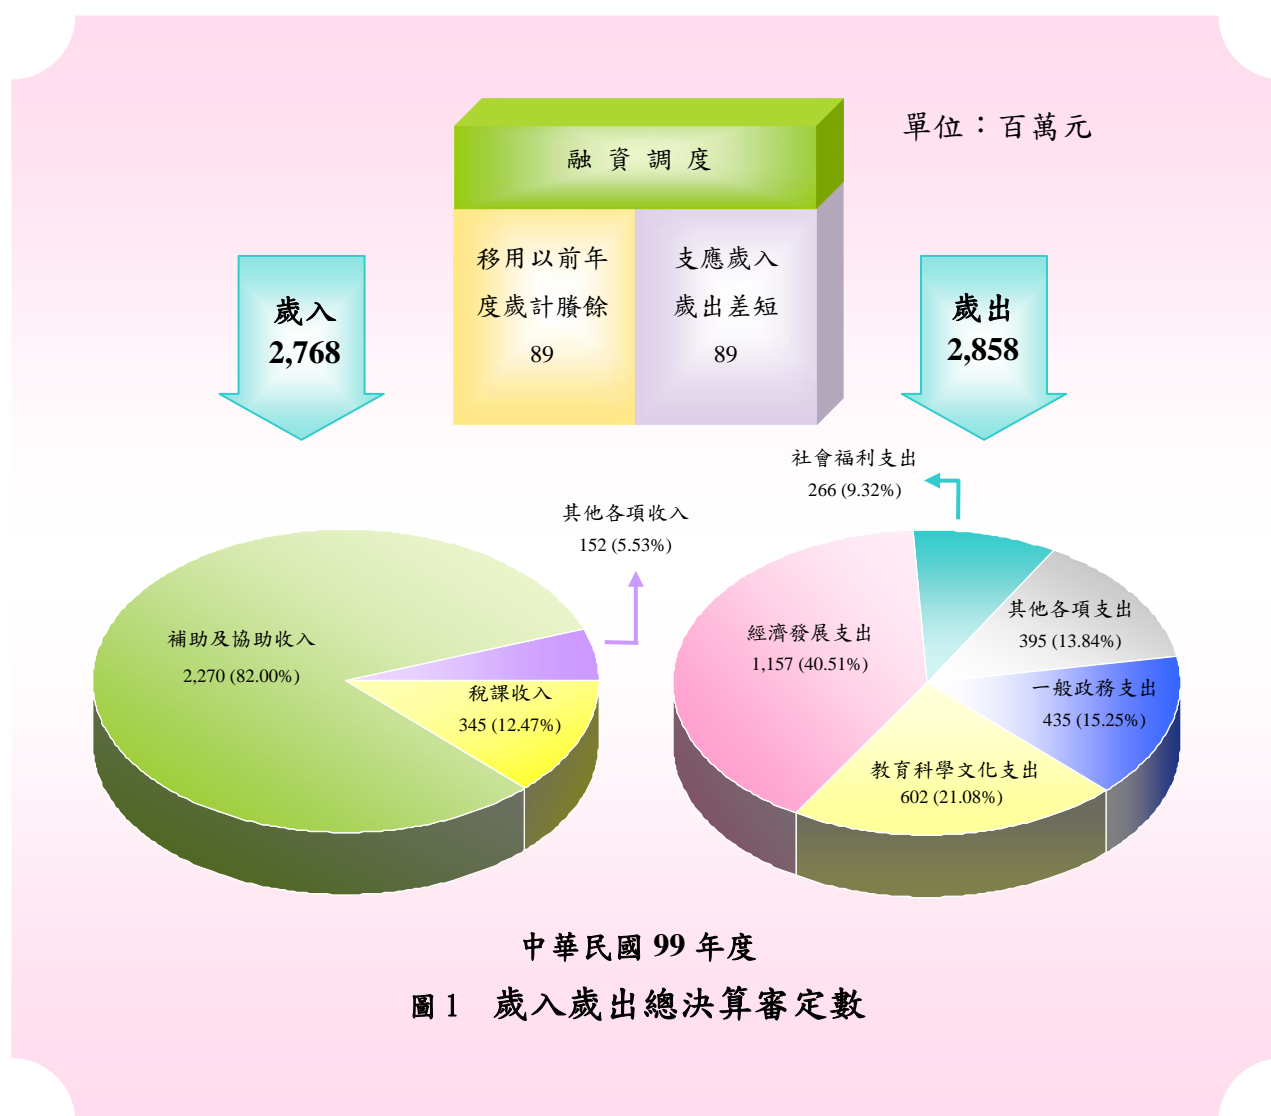 單位：百萬元
融資調度
移用以前年
度歲計賸餘
89
支應歲入
歲出差短
89
歲入
2,768
歲出
2,858
社會福利支出
266 (9.32%)
其他各項收入
152 (5.53%)
補助及協助收入
2,270 (82.00%)
稅課收入
345 (12.47%)
經濟發展支出
1,157 (40.51%)
其他各項支出
395 (13.84%)
一般政務支出
435 (15.25%)
教育科學文化支出
602 (21.08%)
中華民國 99 年度
圖1 歲入歲出總決算審定數